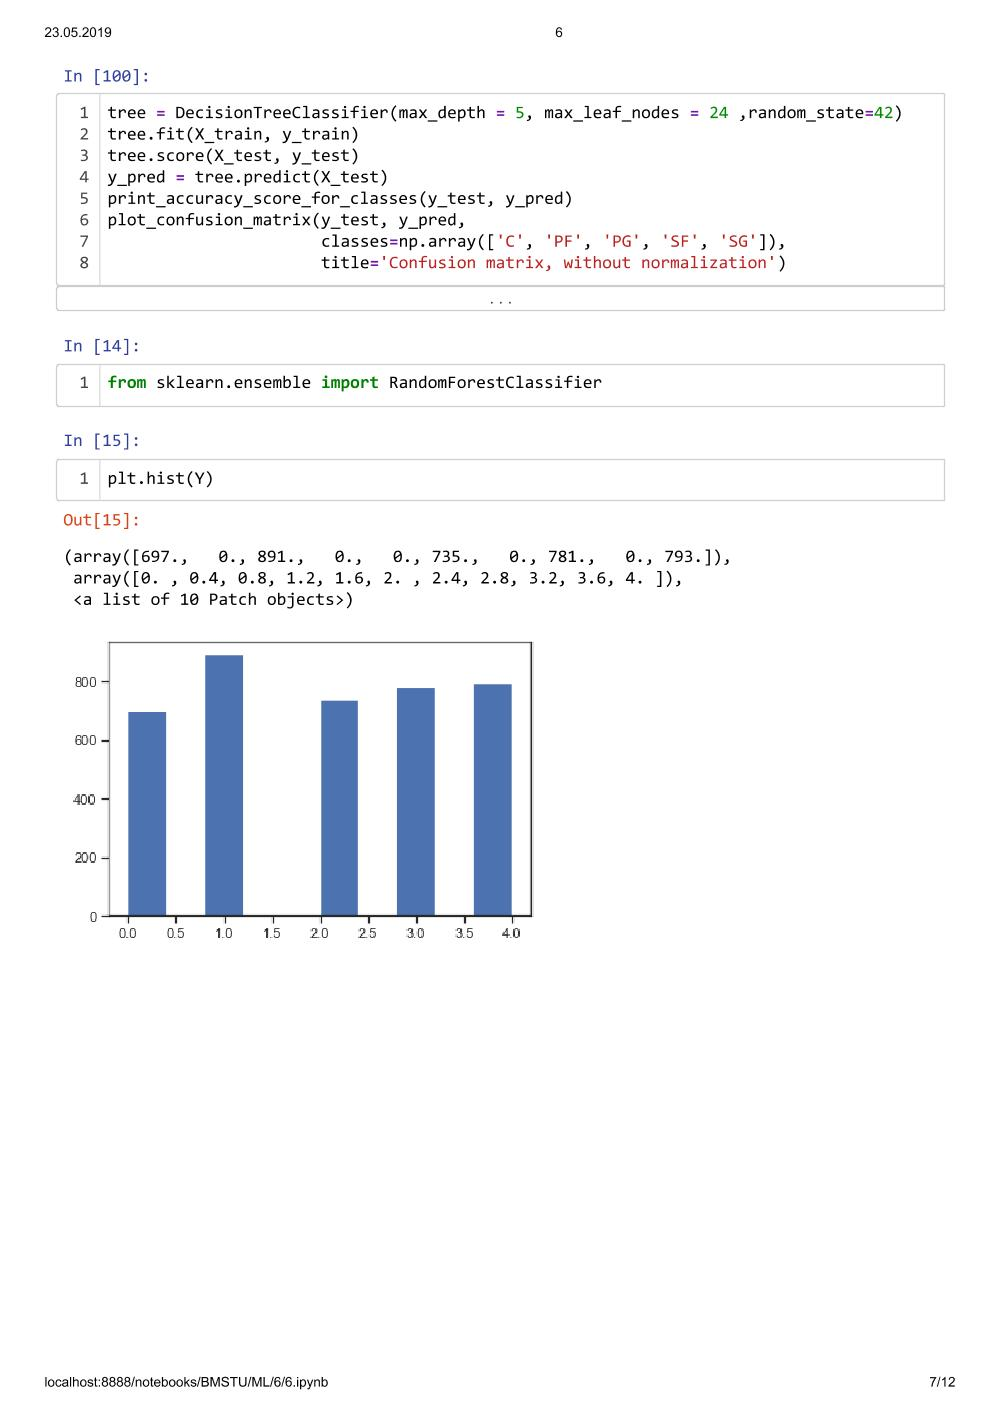 23.05.2019 6
In [100]:
1 tree = DecisionTreeClassifier(max_depth = 5, max_leaf_nodes = 24 ,random_state=42)
2 tree.fit(X_train, y_train)
3 tree.score(X_test, y_test)
4 y_pred = tree.predict(X_test)
5 print_accuracy_score_for_classes(y_test, y_pred)
6 plot_confusion_matrix(y_test, y_pred,
7                       classes=np.array(['C', 'PF', 'PG', 'SF', 'SG']),
8                       title='Confusion matrix, without normalization')
...
In [14]:
1 from sklearn.ensemble import RandomForestClassifier
In [15]:
1 plt.hist(Y)
Out[15]:
(array([697.,   0., 891.,   0.,   0., 735.,   0., 781.,   0., 793.]),
 array([0. , 0.4, 0.8, 1.2, 1.6, 2. , 2.4, 2.8, 3.2, 3.6, 4. ]),
 <a list of 10 Patch objects>)
800
600
400
200
0
0.0 0.5 1.0 1.5 2.0 2.5 3.0 3.5 4.0
localhost:8888/notebooks/BMSTU/ML/6/6.ipynb 7/12